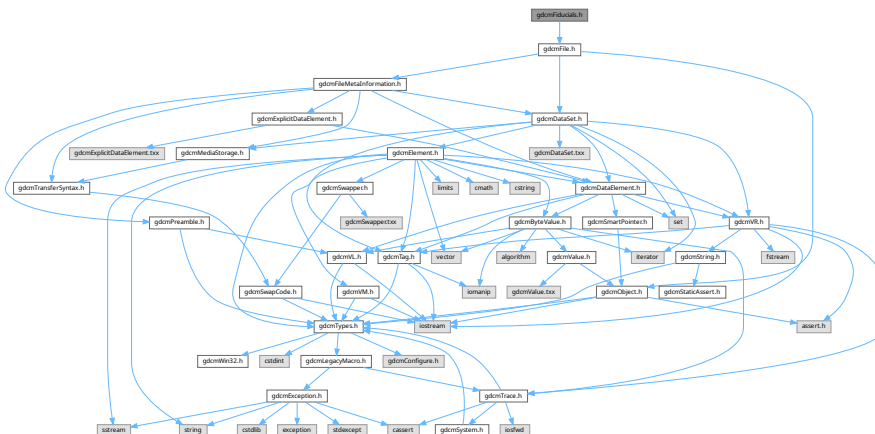 gdcmFiducials.h
gdcmFile.h
gdcmFileMetaInformation.h
gdcmExplicitDataElement.h
gdcmDataSet.h
gdcmExplicitDataElement.txx
gdcmMediaStorage.h
gdcmElement.h
gdcmDataSet.txx
gdcmTransferSyntax.h
gdcmSwapper.h
limits
cmath
cstring
gdcmDataElement.h
gdcmPreamble.h
gdcmSwapper.txx
gdcmByteValue.h
gdcmSmartPointer.h
set
gdcmVR.h
gdcmVL.h
gdcmTag.h
vector
algorithm
gdcmValue.h
iterator
gdcmString.h
fstream
gdcmSwapCode.h
gdcmVM.h
iomanip
gdcmValue.txx
gdcmObject.h
gdcmStaticAssert.h
gdcmTypes.h
iostream
assert.h
gdcmWin32.h
cstdint
gdcmLegacyMacro.h
gdcmConfigure.h
gdcmException.h
gdcmTrace.h
sstream
string
cstdlib
exception
stdexcept
cassert
gdcmSystem.h
iosfwd